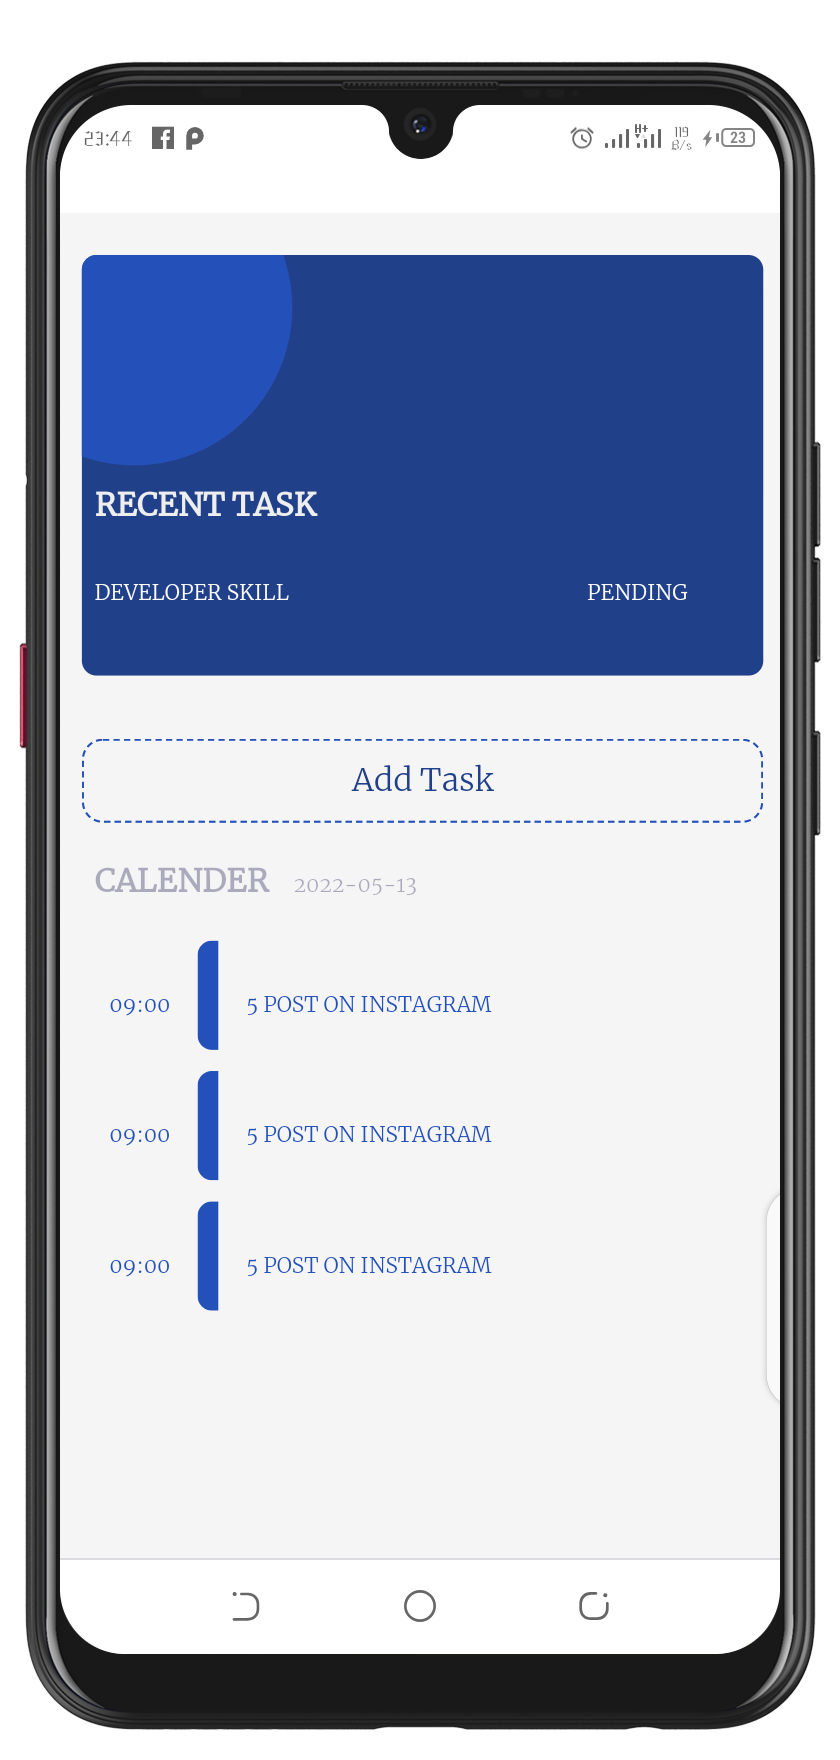 23:44 H+ 119 B/s 23
RECENT TASK
DEVELOPER SKILL PENDING
Add Task
CALENDER 2022-05-13
09:00 5 POST ON INSTAGRAM
09:00 5 POST ON INSTAGRAM
09:00 5 POST ON INSTAGRAM